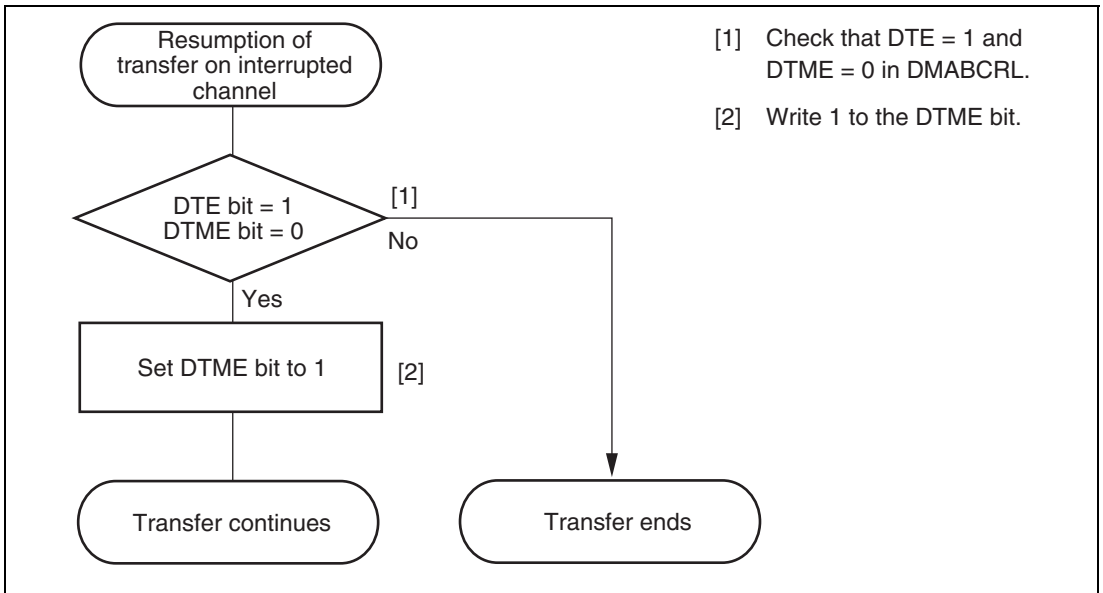 Resumption of
transfer on interrupted
channel
[1] Check that DTE = 1 and
DTME = 0 in DMABCRL.
[2] Write 1 to the DTME bit.
DTE bit = 1
DTME bit = 0
[1]
No
Yes
Set DTME bit to 1
[2]
Transfer continues
Transfer ends